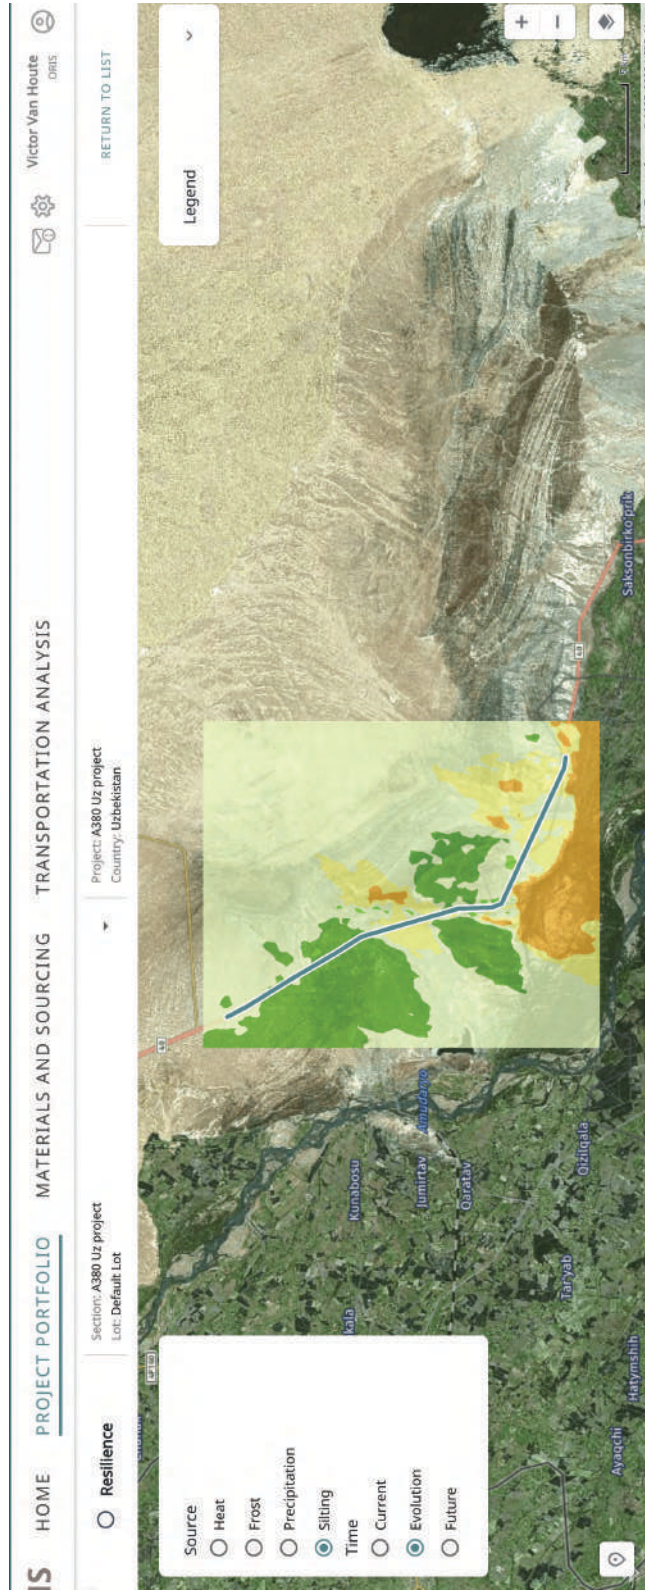 IS
HOME
PROJECT PORTFOLIO
MATERIALS AND SOURCING
TRANSPORTATION ANALYSIS
Victor Van Houte
ORIS
Resilience
Section: A380 Uz project
Lot: Default Lot
Project: A380 Uz project
Country: Uzbekistan
RETURN TO LIST
Source
Heat
Frost
Precipitation
Silting
Time
Current
Evolution
Future
Legend
+
−
kala
Kunabosu
Jumirtav
Qaratav
Amudaryo
Qizilqala
Tar'yab
Hatymshih
Ayaqchi
Saksonbirko'prik